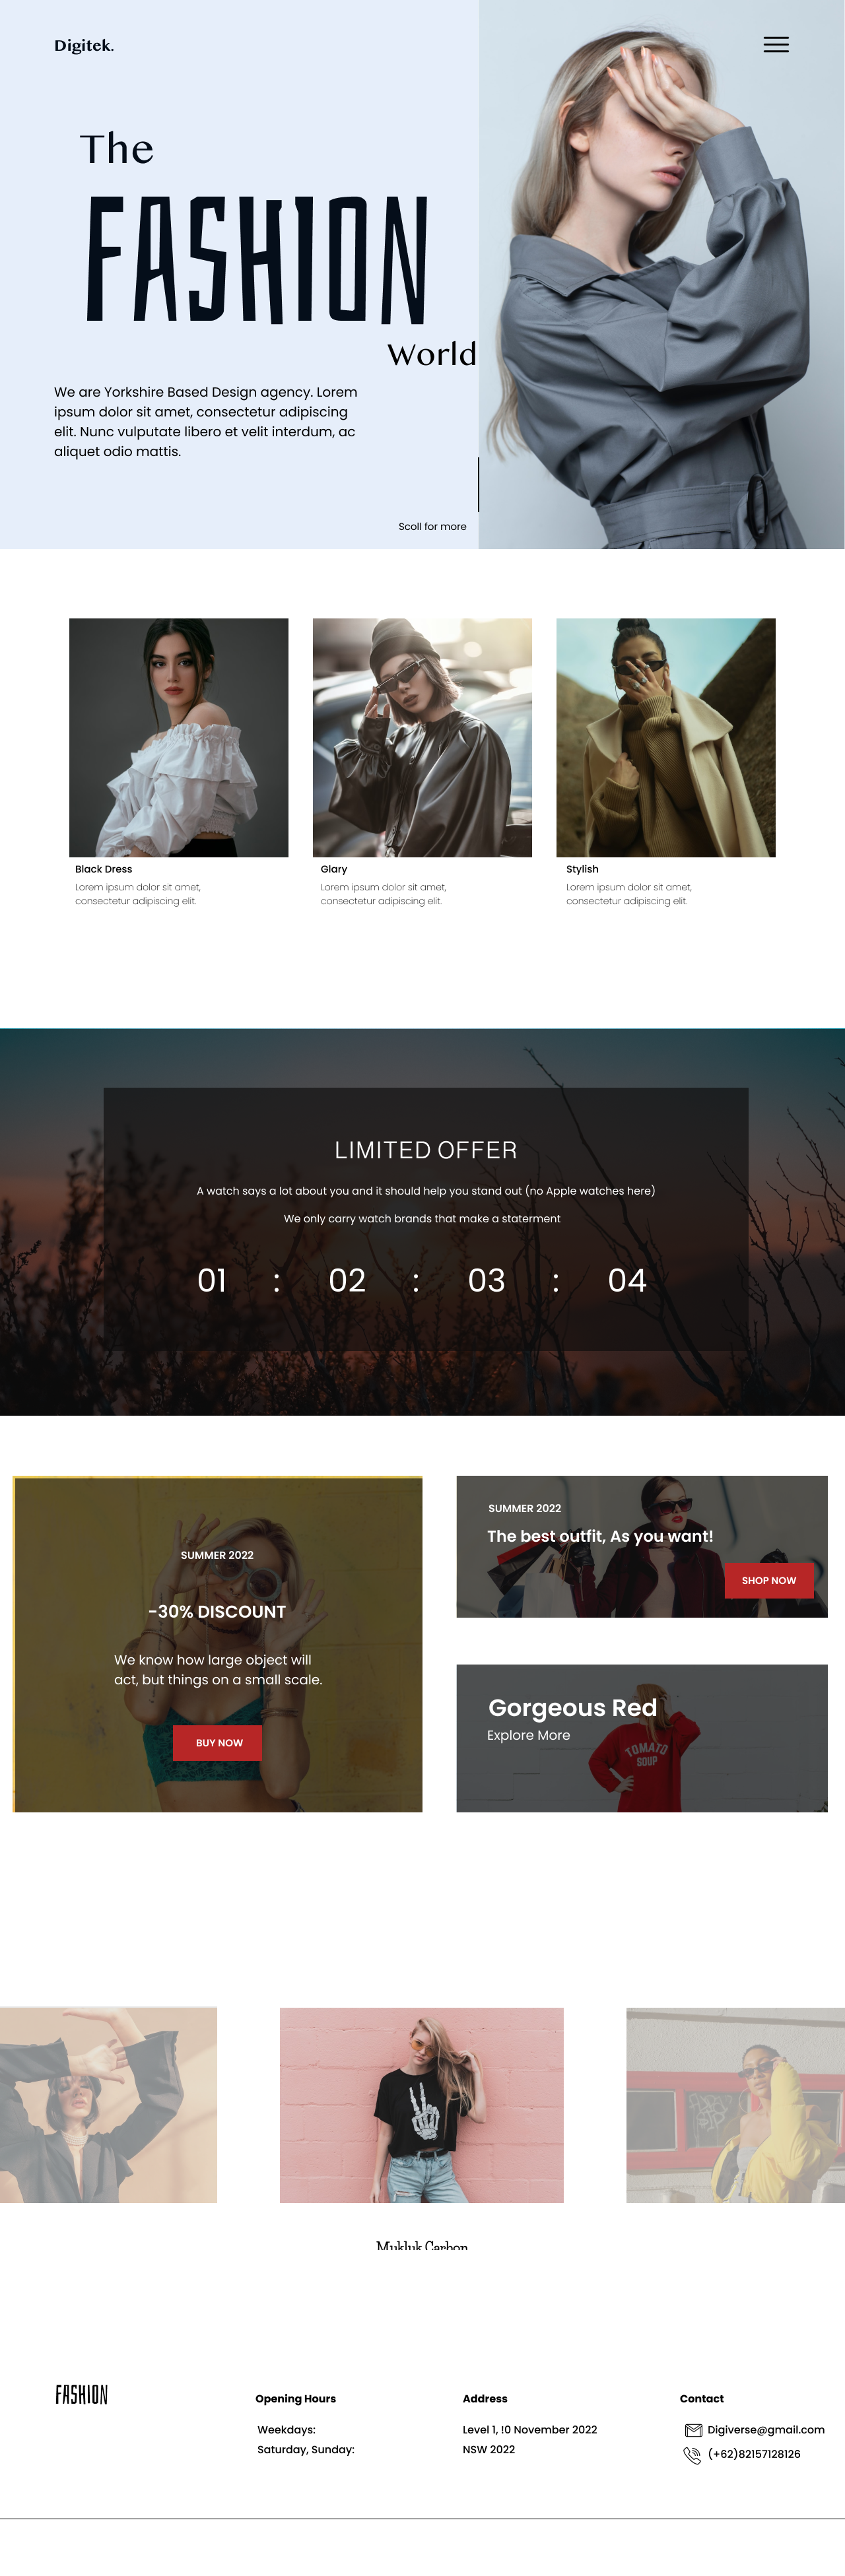 Digitek.
The
FASHION
World
We are Yorkshire Based Design agency. Lorem
ipsum dolor sit amet, consectetur adipiscing
elit. Nunc vulputate libero et velit interdum, ac
aliquet odio mattis.
Scoll for more
Black Dress
Lorem ipsum dolor sit amet,
consectetur adipiscing elit.
Glary
Lorem ipsum dolor sit amet,
consectetur adipiscing elit.
Stylish
Lorem ipsum dolor sit amet,
consectetur adipiscing elit.
LIMITED OFFER
A watch says a lot about you and it should help you stand out (no Apple watches here)
We only carry watch brands that make a staterment
01 : 02 : 03 : 04
SUMMER 2022
-30% DISCOUNT
We know how large object will
act, but things on a small scale.
BUY NOW
SUMMER 2022
The best outfit, As you want!
SHOP NOW
Gorgeous Red
Explore More
TOMATO
SOUP
Mukluk Carbon
FASHION
Opening Hours
Weekdays:
Saturday, Sunday:
Address
Level 1, !0 November 2022
NSW 2022
Contact
Digiverse@gmail.com
(+62)82157128126